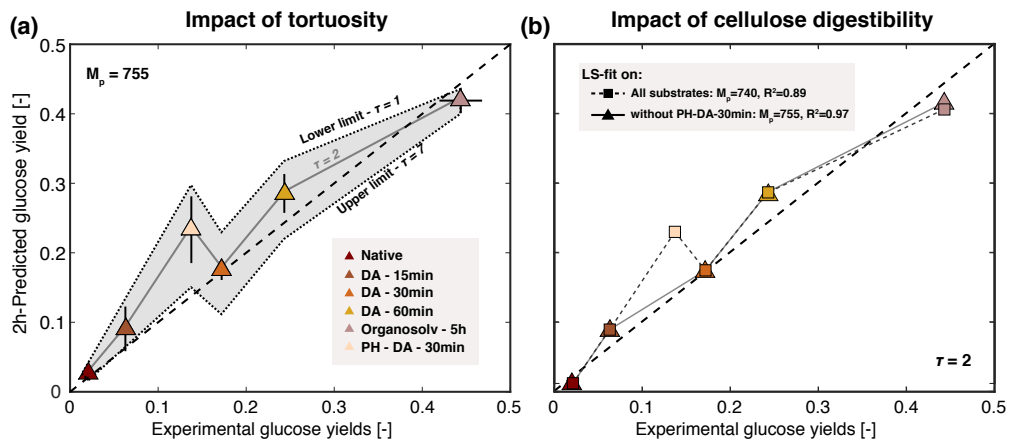 (a)
Impact of tortuosity
2h-Predicted glucose yield [-]
0.5
0.4
0.3
0.2
0.1
0
M_p = 755
Lower limit - τ = 1
τ = 2
Upper limit - τ = 7
Native
DA - 15min
DA - 30min
DA - 60min
Organosolv - 5h
PH - DA - 30min
0 0.1 0.2 0.3 0.4 0.5
Experimental glucose yields [-]
(b)
Impact of cellulose digestibility
LS-fit on:
All substrates: M_p=740, R²=0.89
without PH-DA-30min: M_p=755, R²=0.97
τ = 2
0 0.1 0.2 0.3 0.4 0.5
Experimental glucose yields [-]